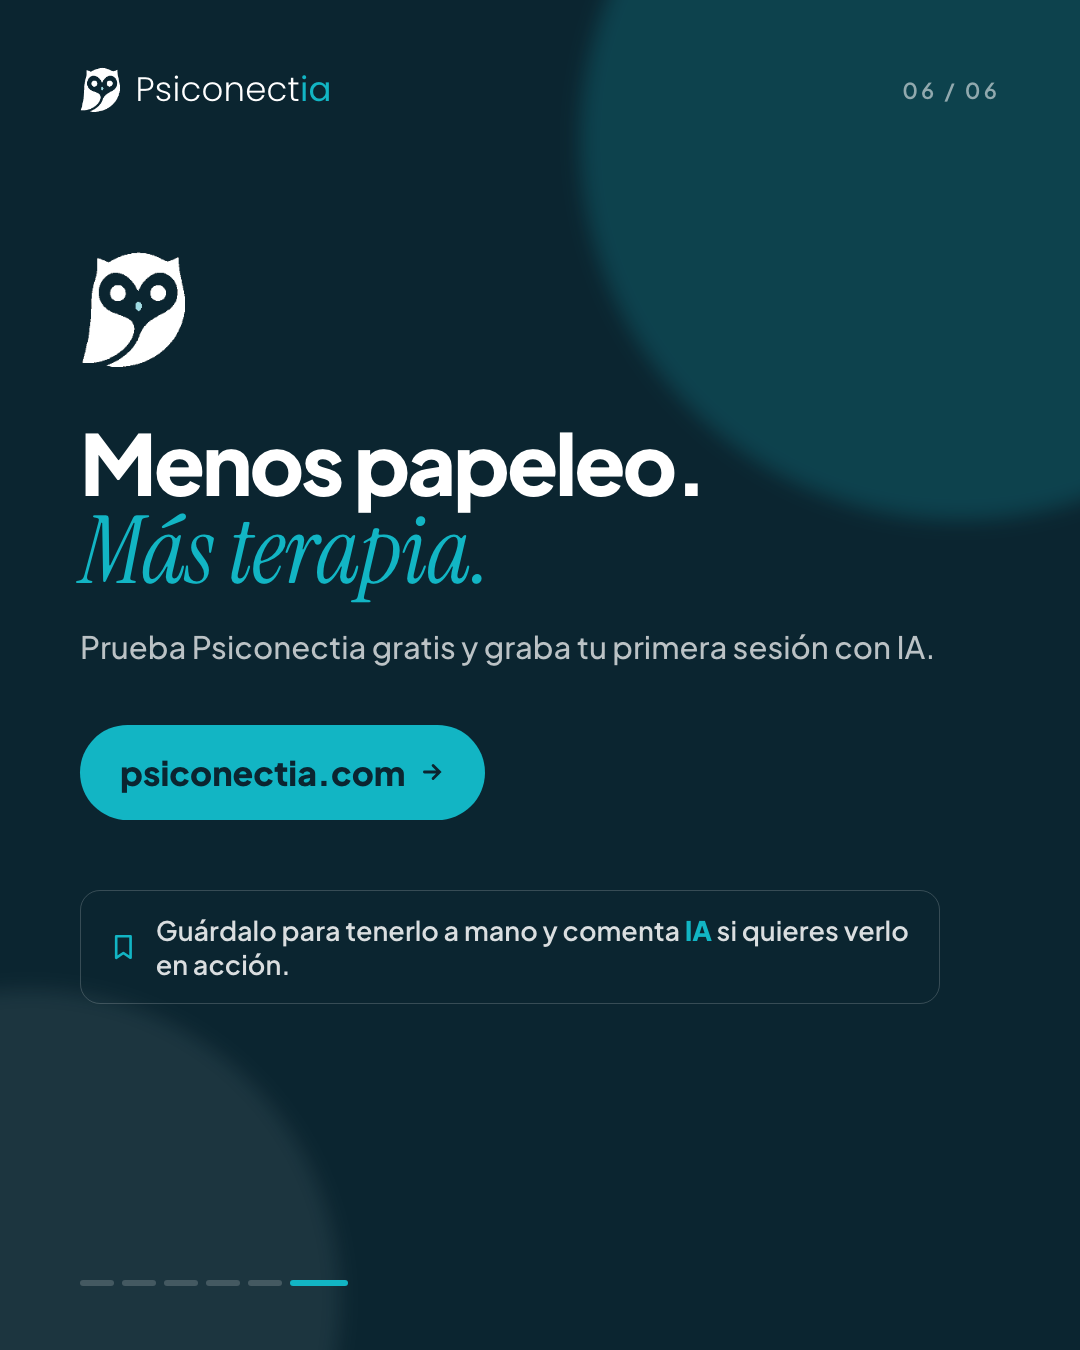 Psiconectia
06 / 06
Menos papeleo.
Más terapia.
Prueba Psiconectia gratis y graba tu primera sesión con IA.
psiconectia.com →
Guárdalo para tenerlo a mano y comenta IA si quieres verlo
en acción.